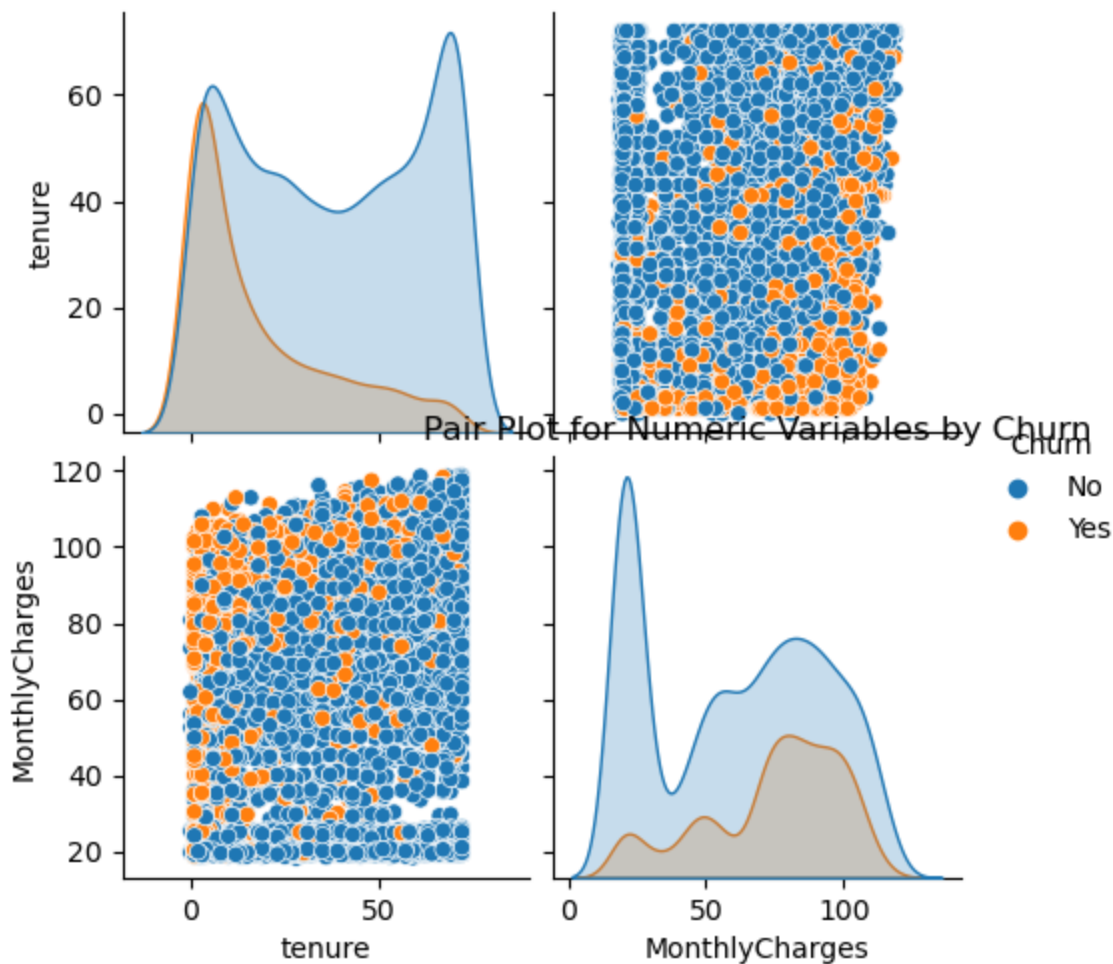 60
40
20
0
tenure
Pair Plot for Numeric Variables by Churn
Churn
No
Yes
120
100
80
60
40
20
MonthlyCharges
0 50
0 50 100
tenure
MonthlyCharges